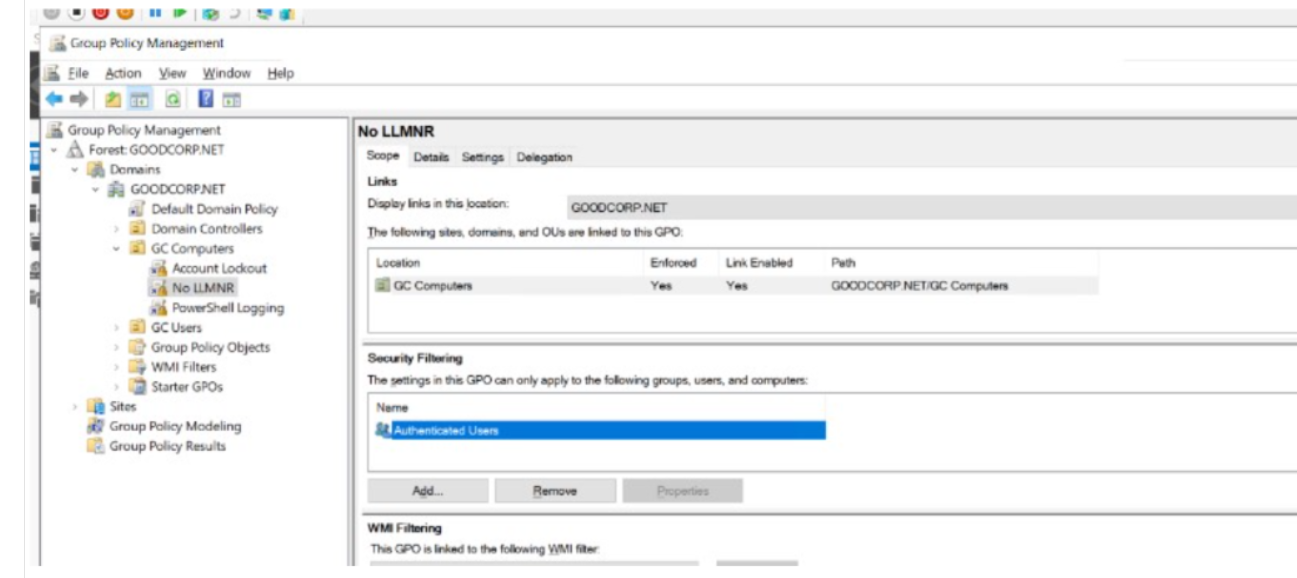 Group Policy Management
File Action View Window Help
Group Policy Management
Forest: GOODCORP.NET
Domains
GOODCORP.NET
Default Domain Policy
Domain Controllers
GC Computers
Account Lockout
No LLMNR
PowerShell Logging
GC Users
Group Policy Objects
WMI Filters
Starter GPOs
Sites
Group Policy Modeling
Group Policy Results
No LLMNR
Scope Details Settings Delegation
Links
Display links in this location: GOODCORP.NET
The following sites, domains, and OUs are linked to this GPO:
Location Enforced Link Enabled Path
GC Computers Yes Yes GOODCORP.NET/GC Computers
Security Filtering
The settings in this GPO can only apply to the following groups, users, and computers:
Name
Authenticated Users
Add... Remove Properties
WMI Filtering
This GPO is linked to the following WMI filter: